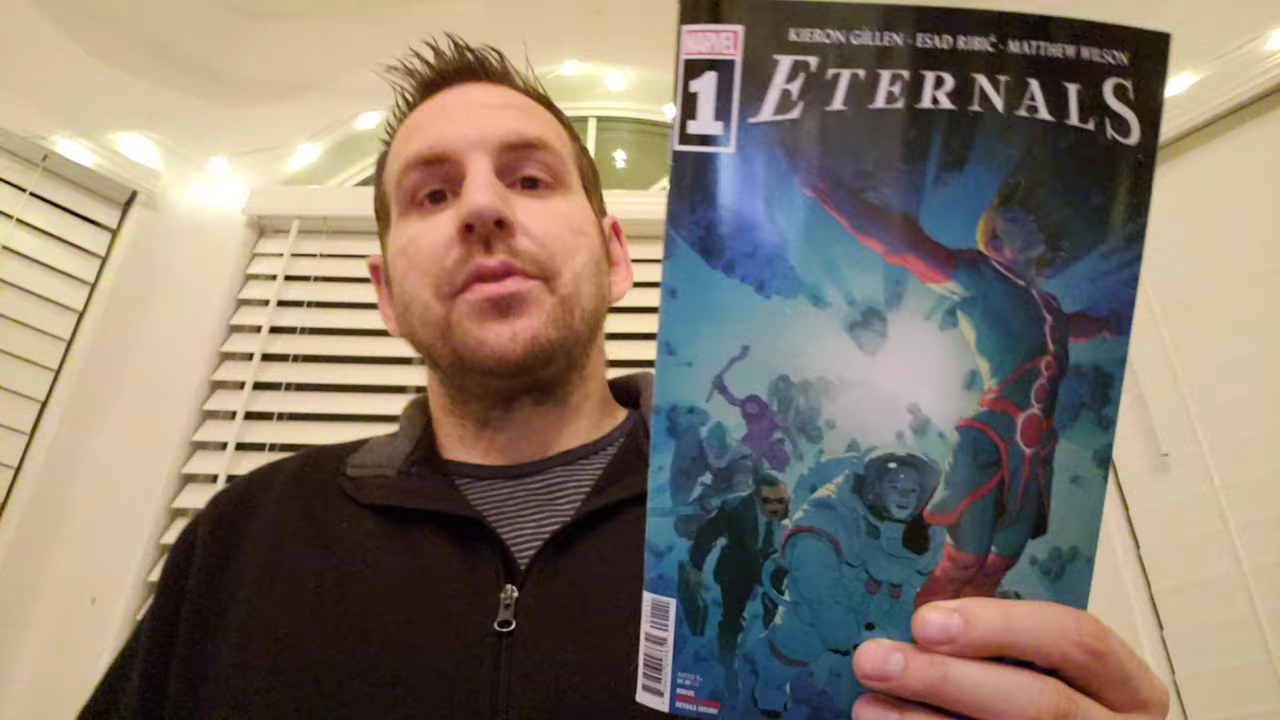 MARVEL
1
KIERON GILLEN · ESAD RIBIĆ · MATTHEW WILSON
ETERNALS
DETAILS INSIDE!